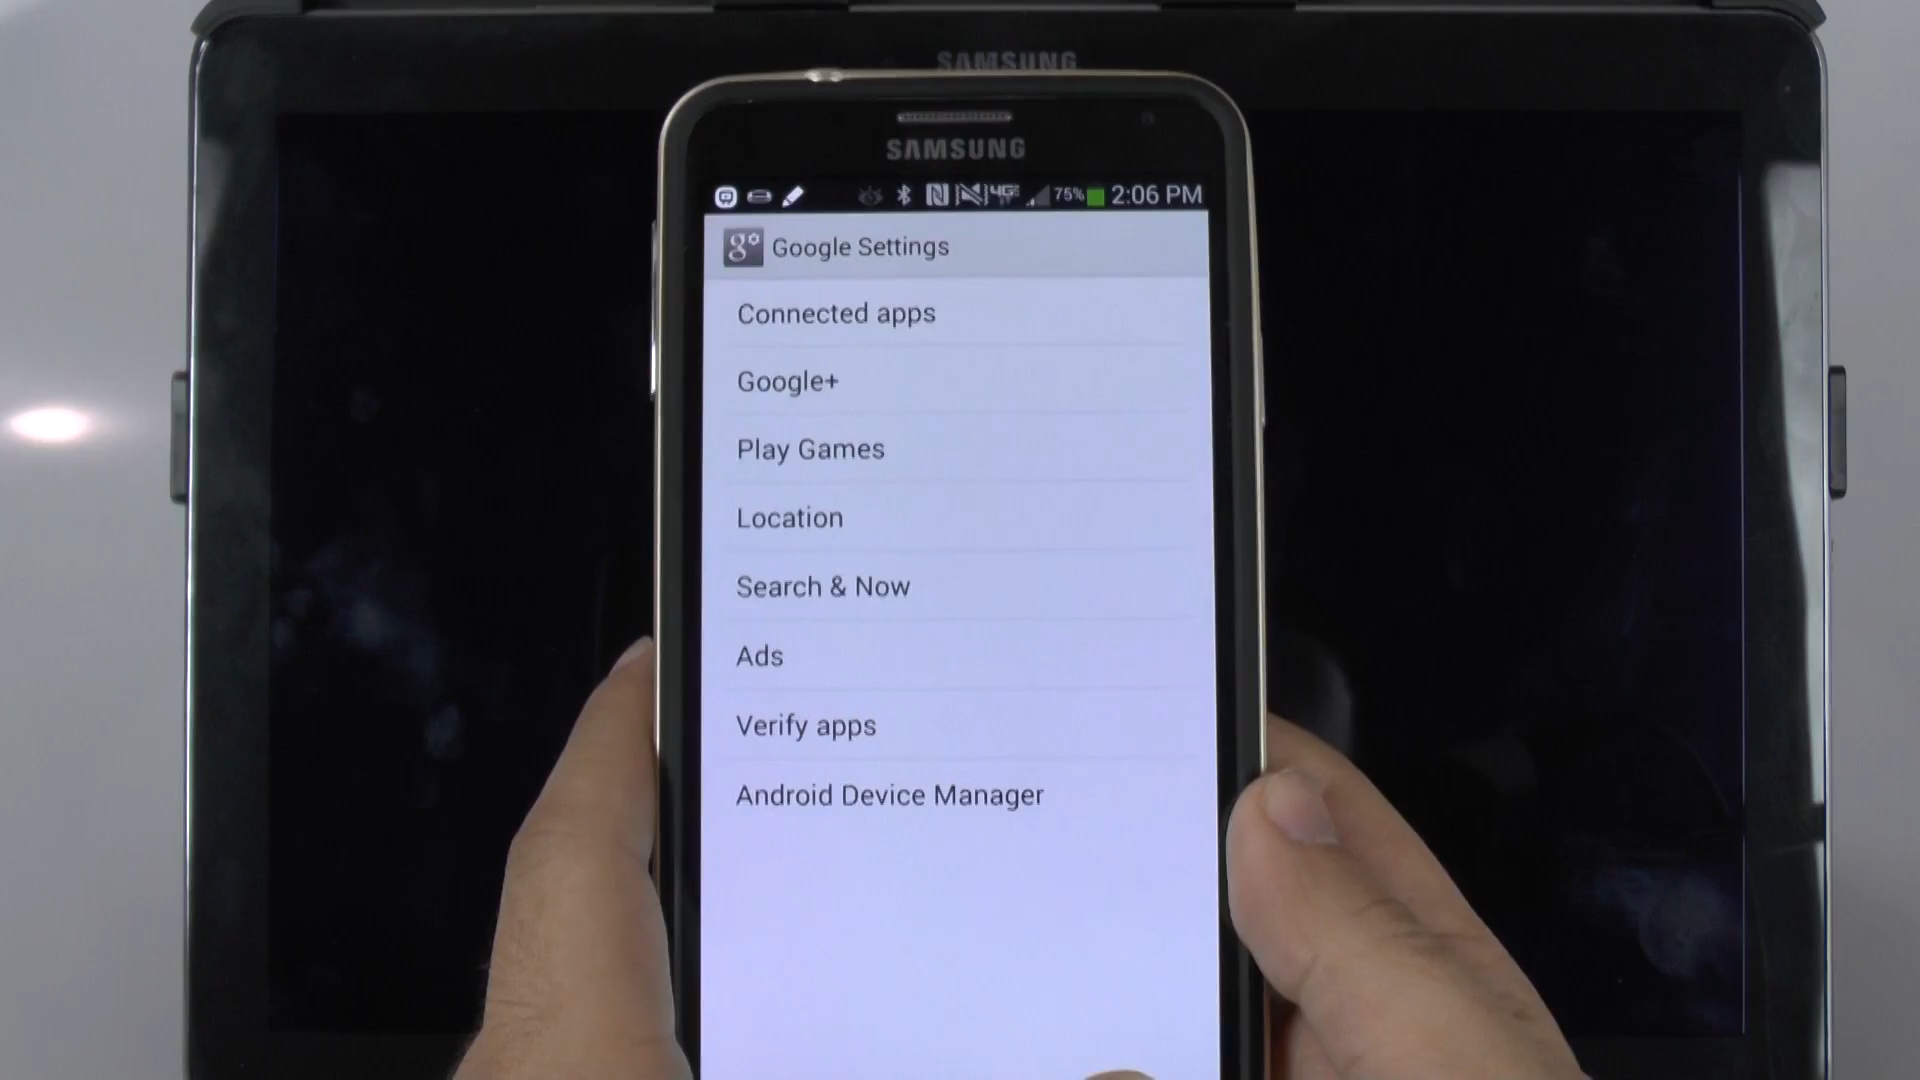 SAMSUNG
SAMSUNG
4G
75% 2:06 PM
g Google Settings
Connected apps
Google+
Play Games
Location
Search & Now
Ads
Verify apps
Android Device Manager